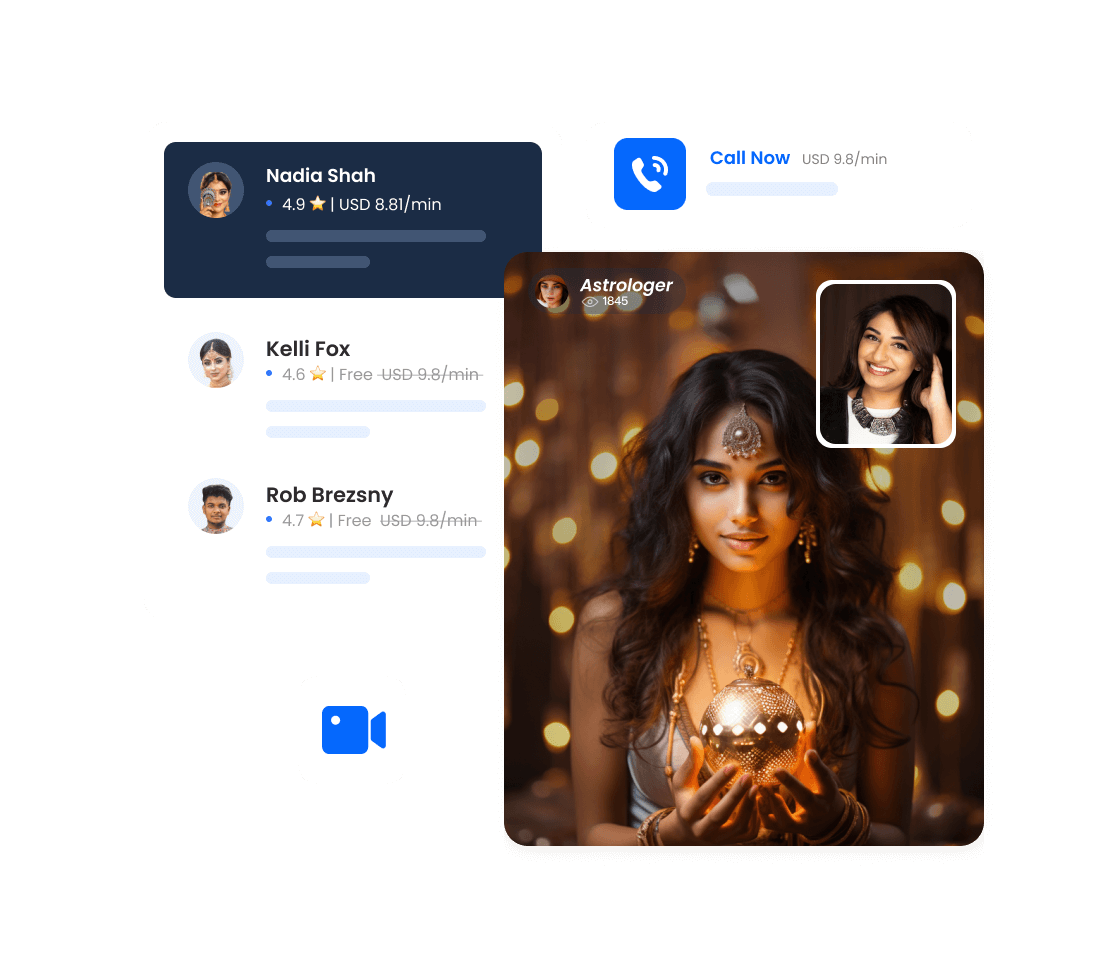 Nadia Shah
4.9 ⭐ | USD 8.81/min
Kelli Fox
4.6 ⭐ | Free USD 9.8/min
Rob Brezsny
4.7 ⭐ | Free USD 9.8/min
Call Now USD 9.8/min
Astrologer
1845